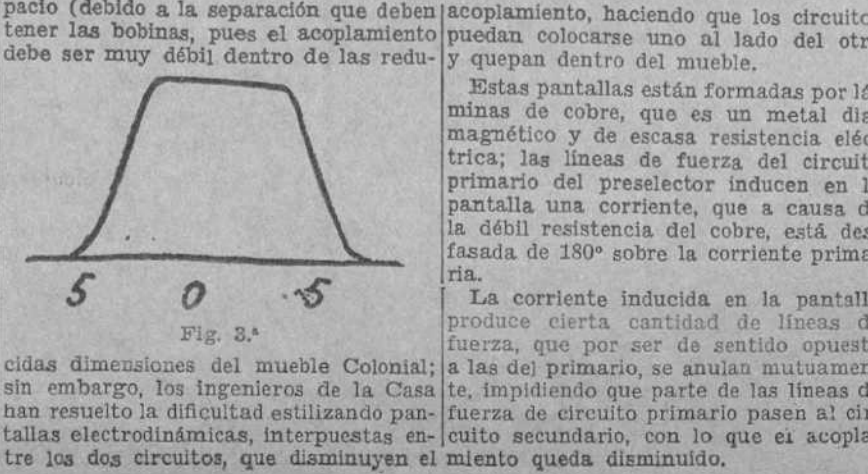 pacio (debido a la separación que deben
tener las bobinas, pues el acoplamiento
debe ser muy débil dentro de las redu-
5 0 5
Fig. 3.ª
cidas dimensiones del mueble Colonial;
sin embargo, los ingenieros de la Casa
han resuelto la dificultad estilizando pan-
tallas electrodinámicas, interpuestas en-
tre los dos circuitos, que disminuyen el
acoplamiento, haciendo que los circuito
puedan colocarse uno al lado del otr
y quepan dentro del mueble.
Estas pantallas están formadas por lá
minas de cobre, que es un metal dia
magnético y de escasa resistencia eléc
trica; las líneas de fuerza del circuit
primario del preselector inducen en l
pantalla una corriente, que a causa d
la débil resistencia del cobre, está des
fasada de 180º sobre la corriente prima
ria.
La corriente inducida en la pantall
produce cierta cantidad de líneas d
fuerza, que por ser de sentido opuest
a las del primario, se anulan mutuamen
te, impidiendo que parte de las líneas d
fuerza de circuito primario pasen al cir
cuito secundario, con lo que el acopla
miento queda disminuído.